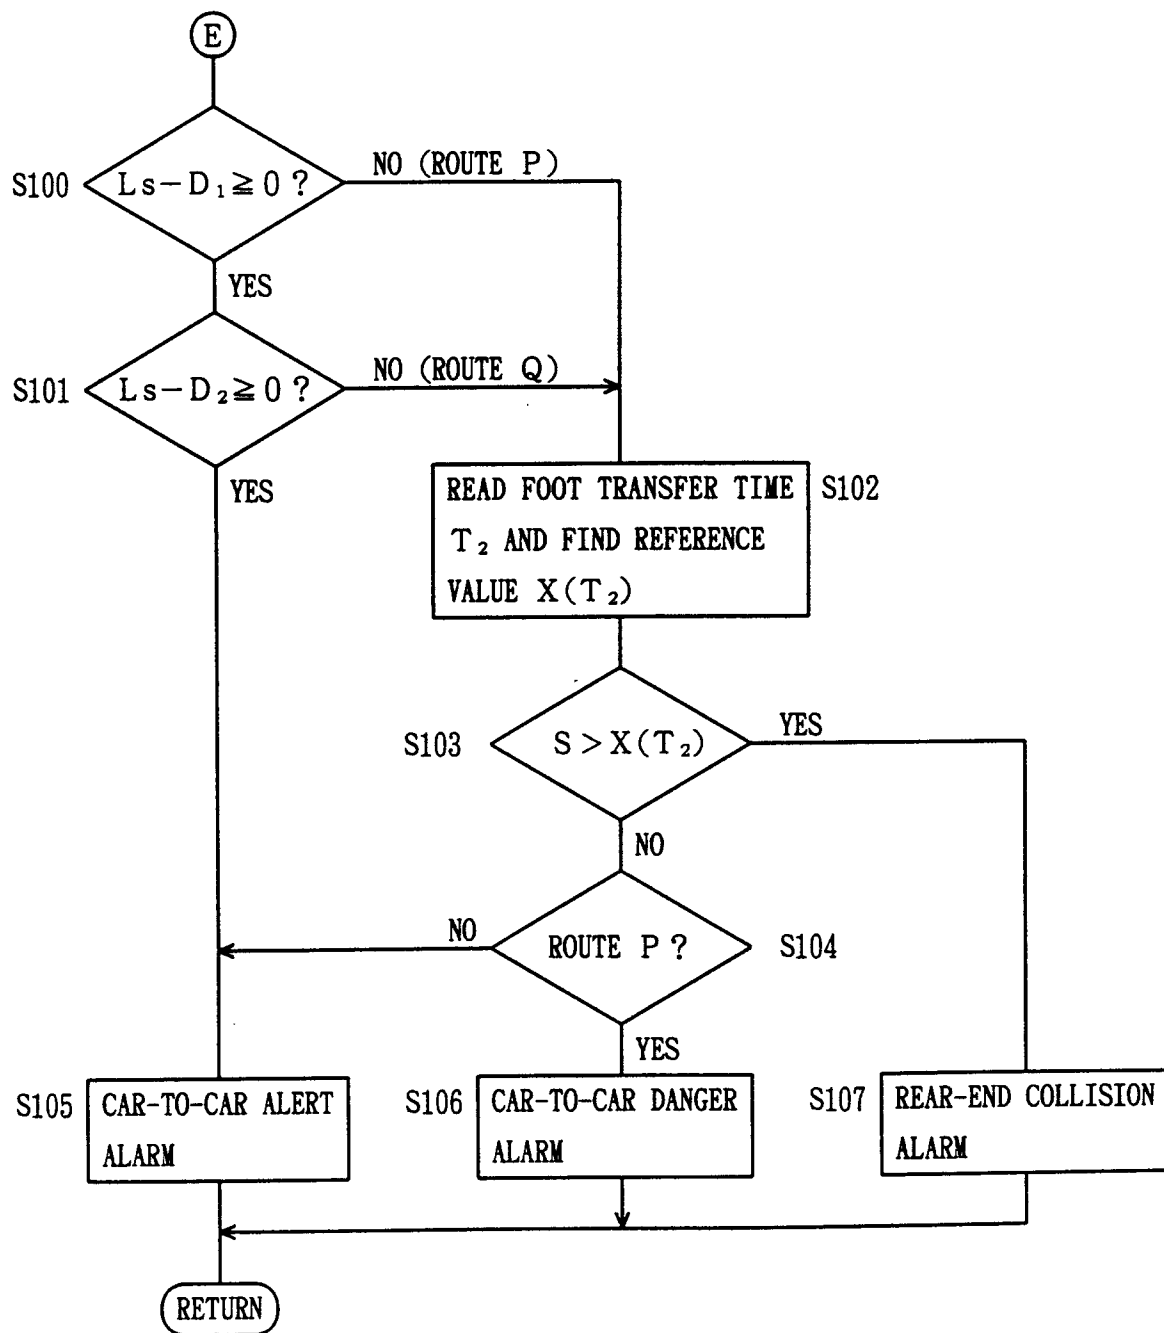 E
S100
Ls-D₁≧0?
NO (ROUTE P)
YES
S101
Ls-D₂≧0?
NO (ROUTE Q)
YES
READ FOOT TRANSFER TIME
T₂ AND FIND REFERENCE
VALUE X(T₂)
S102
S103
S>X(T₂)
YES
NO
ROUTE P?
S104
NO
YES
S105
CAR-TO-CAR ALERT
ALARM
S106
CAR-TO-CAR DANGER
ALARM
S107
REAR-END COLLISION
ALARM
RETURN